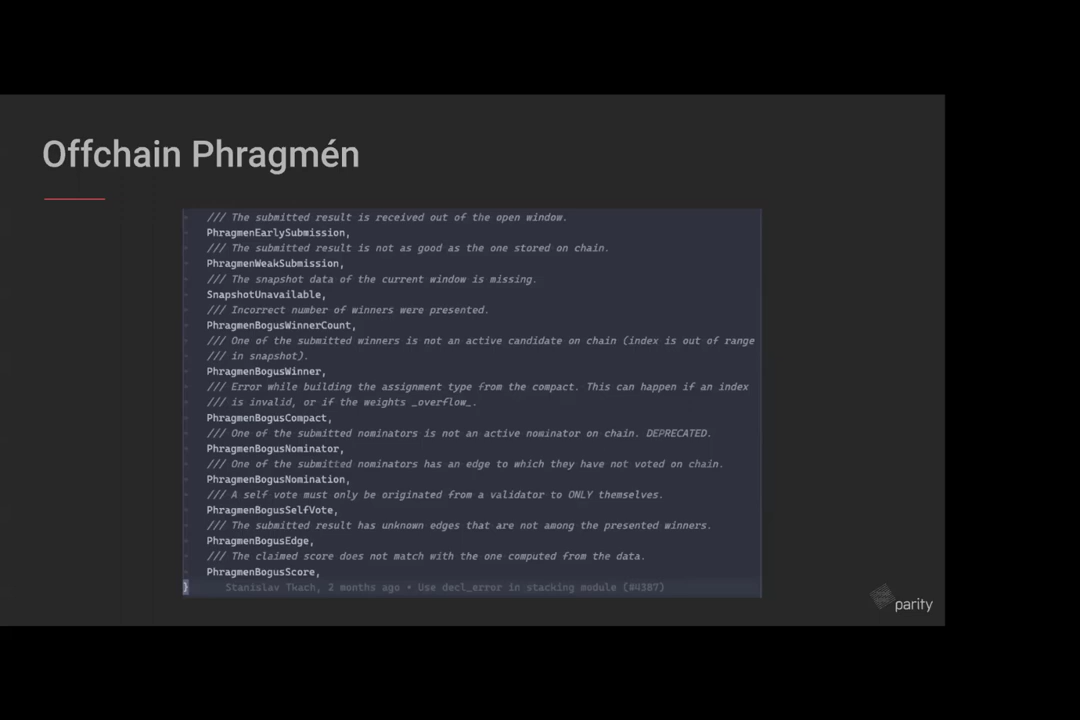 Offchain Phragmén
/// The submitted result is received out of the open window.
PhragmenEarlySubmission,
/// The submitted result is not as good as the one stored on chain.
PhragmenWeakSubmission,
/// The snapshot data of the current window is missing.
SnapshotUnavailable,
/// Incorrect number of winners were presented.
PhragmenBogusWinnerCount,
/// One of the submitted winners is not an active candidate on chain (index is out of range
/// in snapshot).
PhragmenBogusWinner,
/// Error while building the assignment type from the compact. This can happen if an index
/// is invalid, or if the weights _overflow_.
PhragmenBogusCompact,
/// One of the submitted nominators is not an active nominator on chain. DEPRECATED.
PhragmenBogusNominator,
/// One of the submitted nominators has an edge to which they have not voted on chain.
PhragmenBogusNomination,
/// A self vote must only be originated from a validator to ONLY themselves.
PhragmenBogusSelfVote,
/// The submitted result has unknown edges that are not among the presented winners.
PhragmenBogusEdge,
/// The claimed score does not match with the one computed from the data.
PhragmenBogusScore,
} Stanislav Tkach, 2 months ago • Use decl_error in stacking module (#4387)
parity